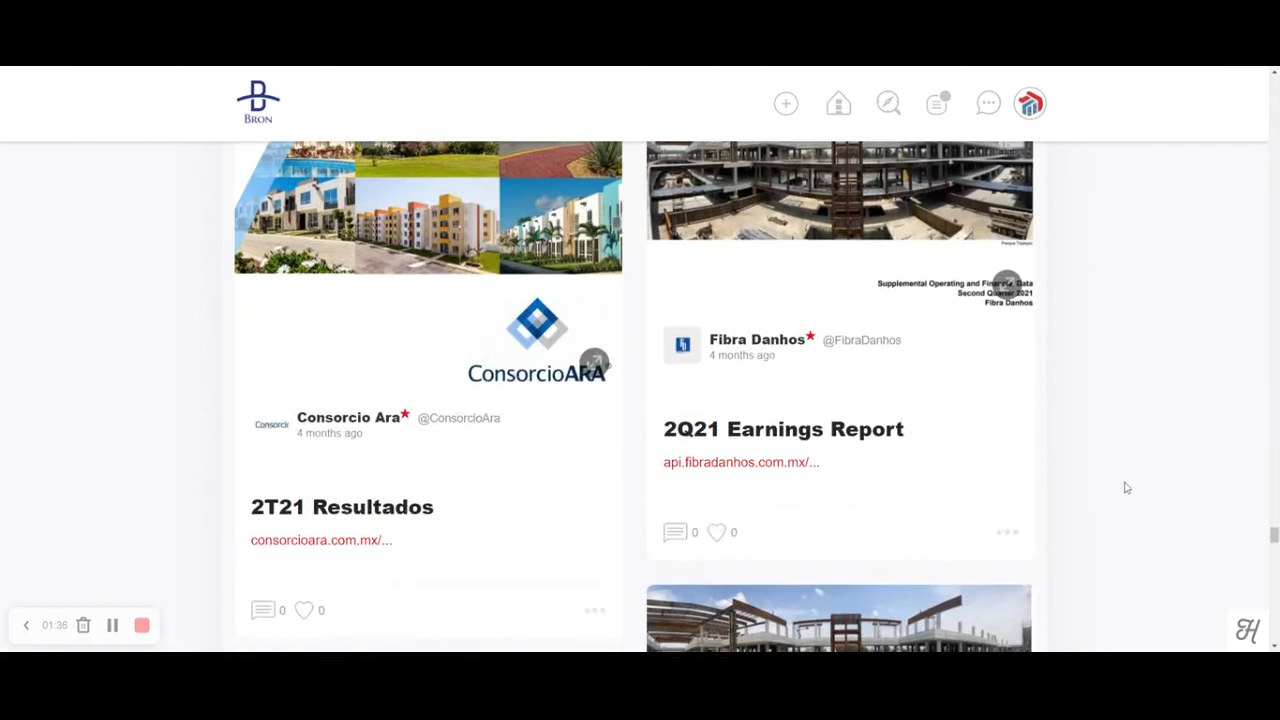 BRON
ConsorcioARA
Consorcio Ara @ConsorcioAra
4 months ago
2T21 Resultados
consorcioara.com.mx/...
0 0
Parque Tepeyac
Supplemental Operating and Financial Data
Second Quarter 2021
Fibra Danhos
Fibra Danhos @FibraDanhos
4 months ago
2Q21 Earnings Report
api.fibradanhos.com.mx/...
0 0
01:36